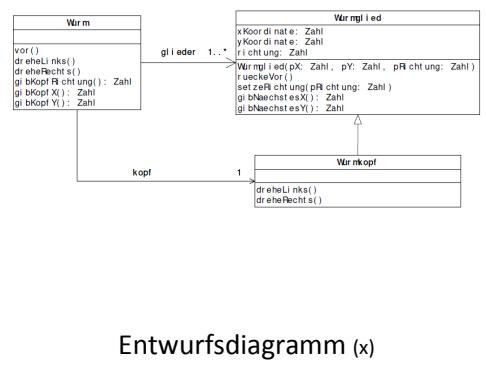 Wurm
vor()
dreheLinks()
dreheRechts()
gibKopfRichtung(): Zahl
gibKopfX(): Zahl
gibKopfY(): Zahl
glieder 1..*
Wurmglied
xKoordinate: Zahl
yKoordinate: Zahl
richtung: Zahl
Wurmglied(pX: Zahl, pY: Zahl, pRichtung: Zahl)
rueckeVor()
setzeRichtung(pRichtung: Zahl)
gibNaechstesX(): Zahl
gibNaechstesY(): Zahl
kopf 1
Wurmkopf
dreheLinks()
dreheRechts()
Entwurfsdiagramm (x)